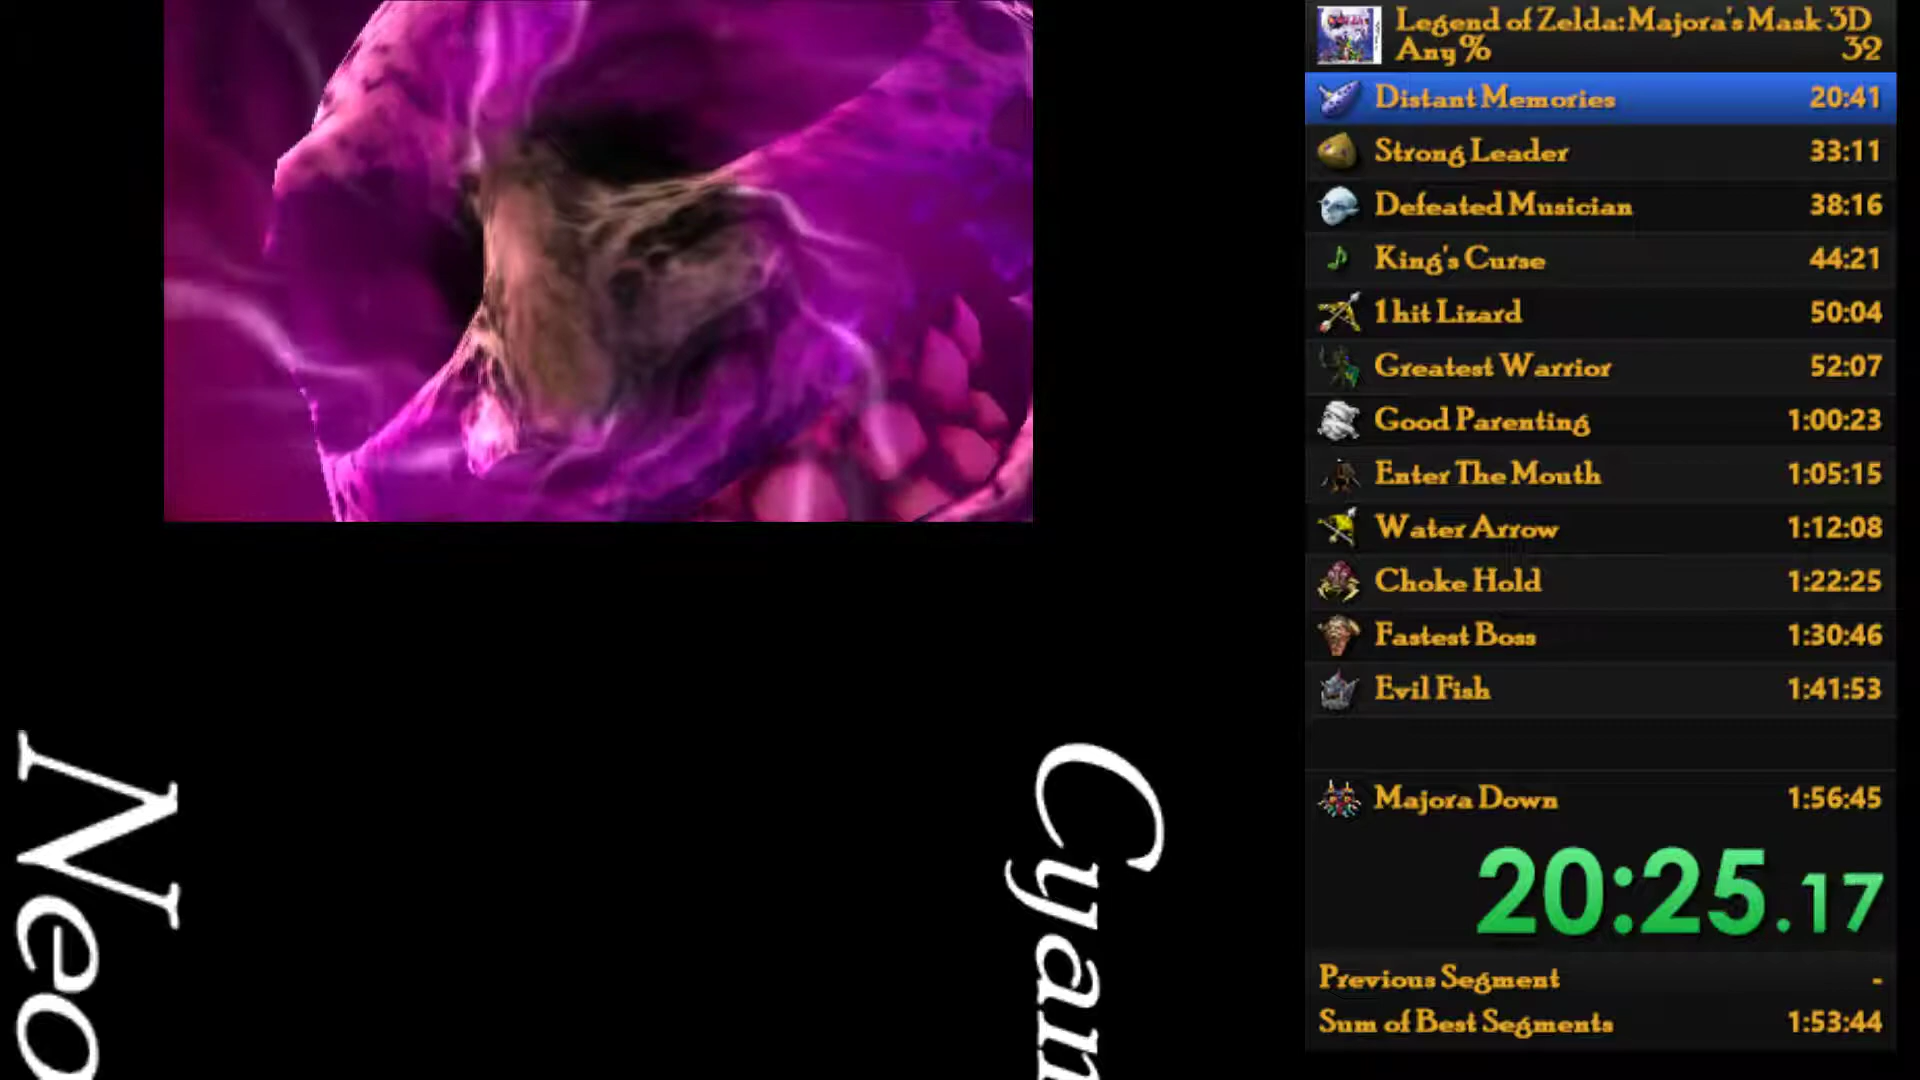 Legend of Zelda: Majora's Mask 3D
Any% 32
Distant Memories 20:41
Strong Leader 33:11
Defeated Musician 38:16
King's Curse 44:21
1 hit Lizard 50:04
Greatest Warrior 52:07
Good Parenting 1:00:23
Enter The Mouth 1:05:15
Water Arrow 1:12:08
Choke Hold 1:22:25
Fastest Boss 1:30:46
Evil Fish 1:41:53
Majora Down 1:56:45
20:25.17
Previous Segment -
Sum of Best Segments 1:53:44
Neo
Cyan